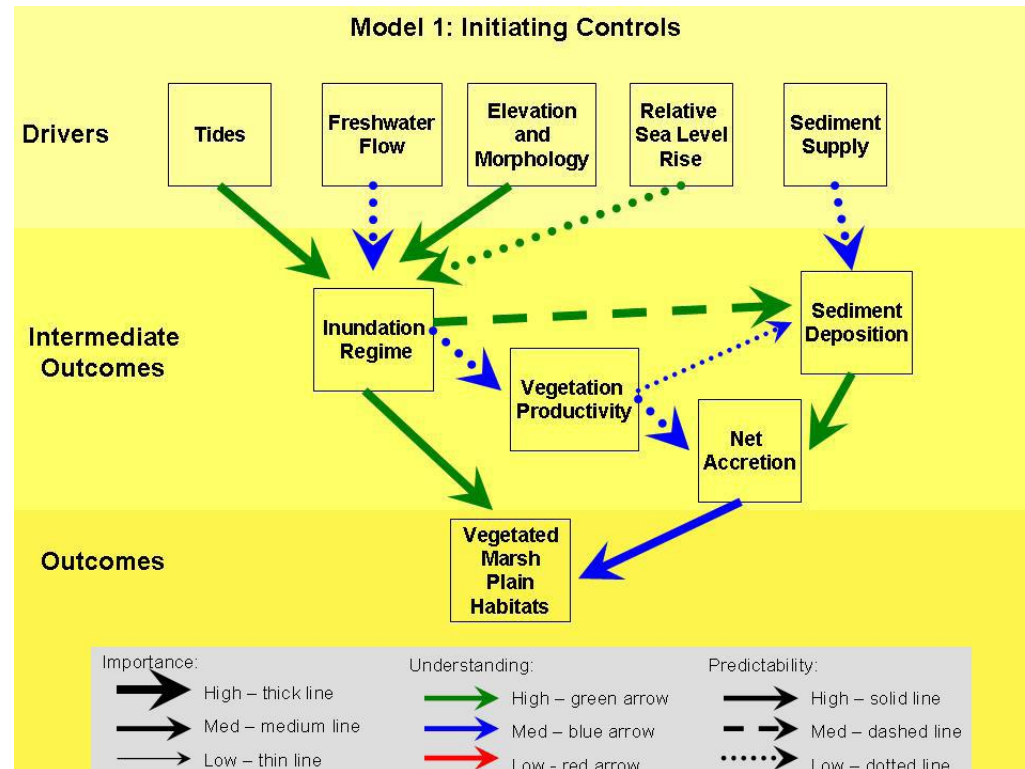 Model 1: Initiating Controls
Drivers
Tides
Freshwater
Flow
Elevation
and
Morphology
Relative
Sea Level
Rise
Sediment
Supply
Intermediate
Outcomes
Inundation
Regime
Vegetation
Productivity
Sediment
Deposition
Net
Accretion
Outcomes
Vegetated
Marsh
Plain
Habitats
Importance:
High – thick line
Med – medium line
Low – thin line
Understanding:
High – green arrow
Med – blue arrow
Low - red arrow
Predictability:
High – solid line
Med – dashed line
Low – dotted line